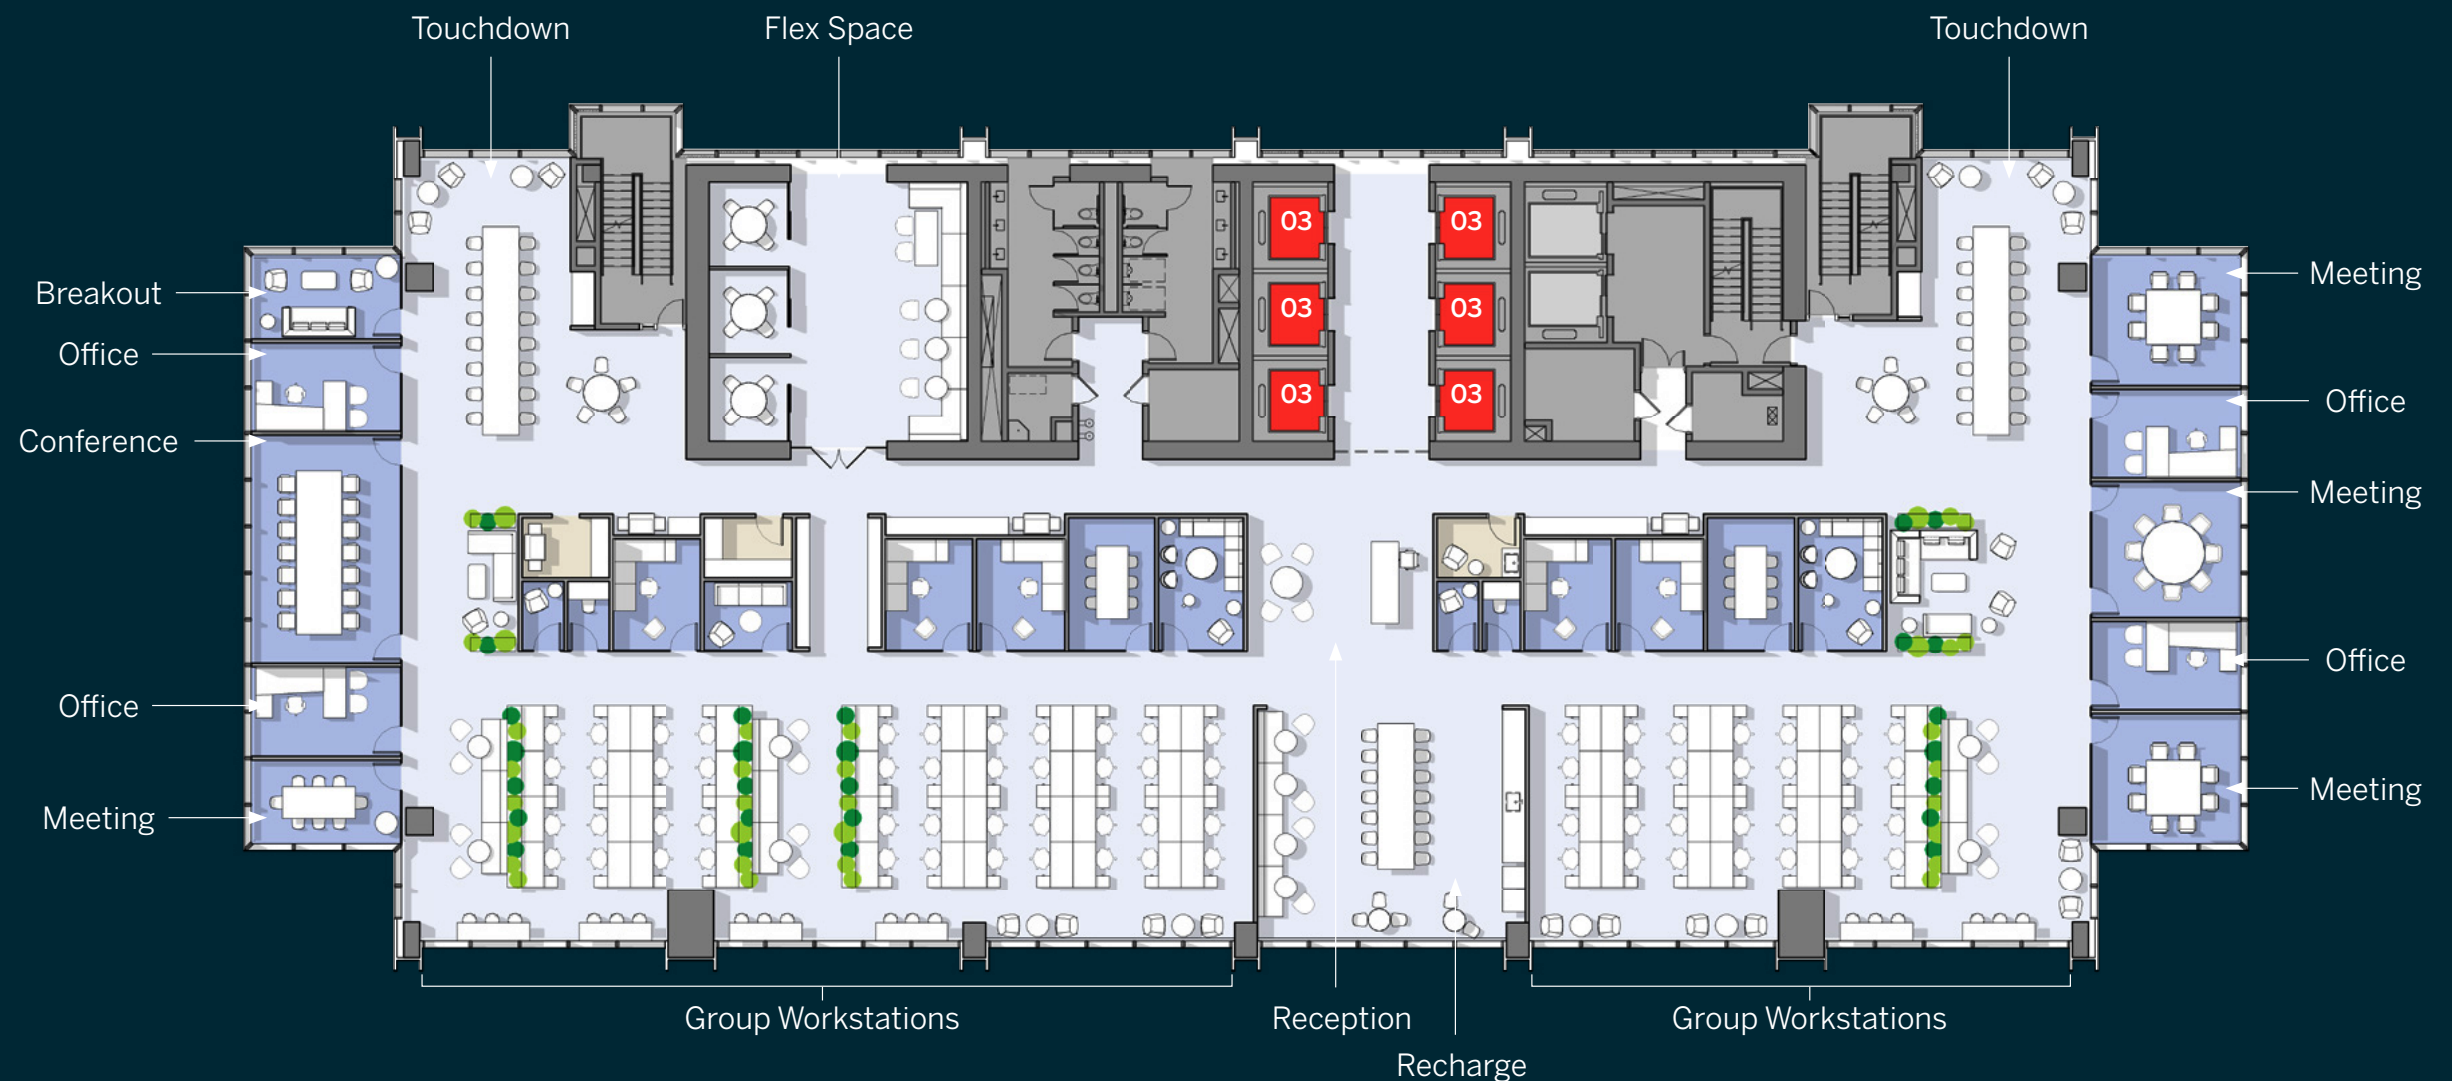 Touchdown
Flex Space
Touchdown
03
03
03
03
03
03
Breakout
Office
Conference
Office
Meeting
Meeting
Office
Meeting
Office
Meeting
Group Workstations
Reception
Group Workstations
Recharge